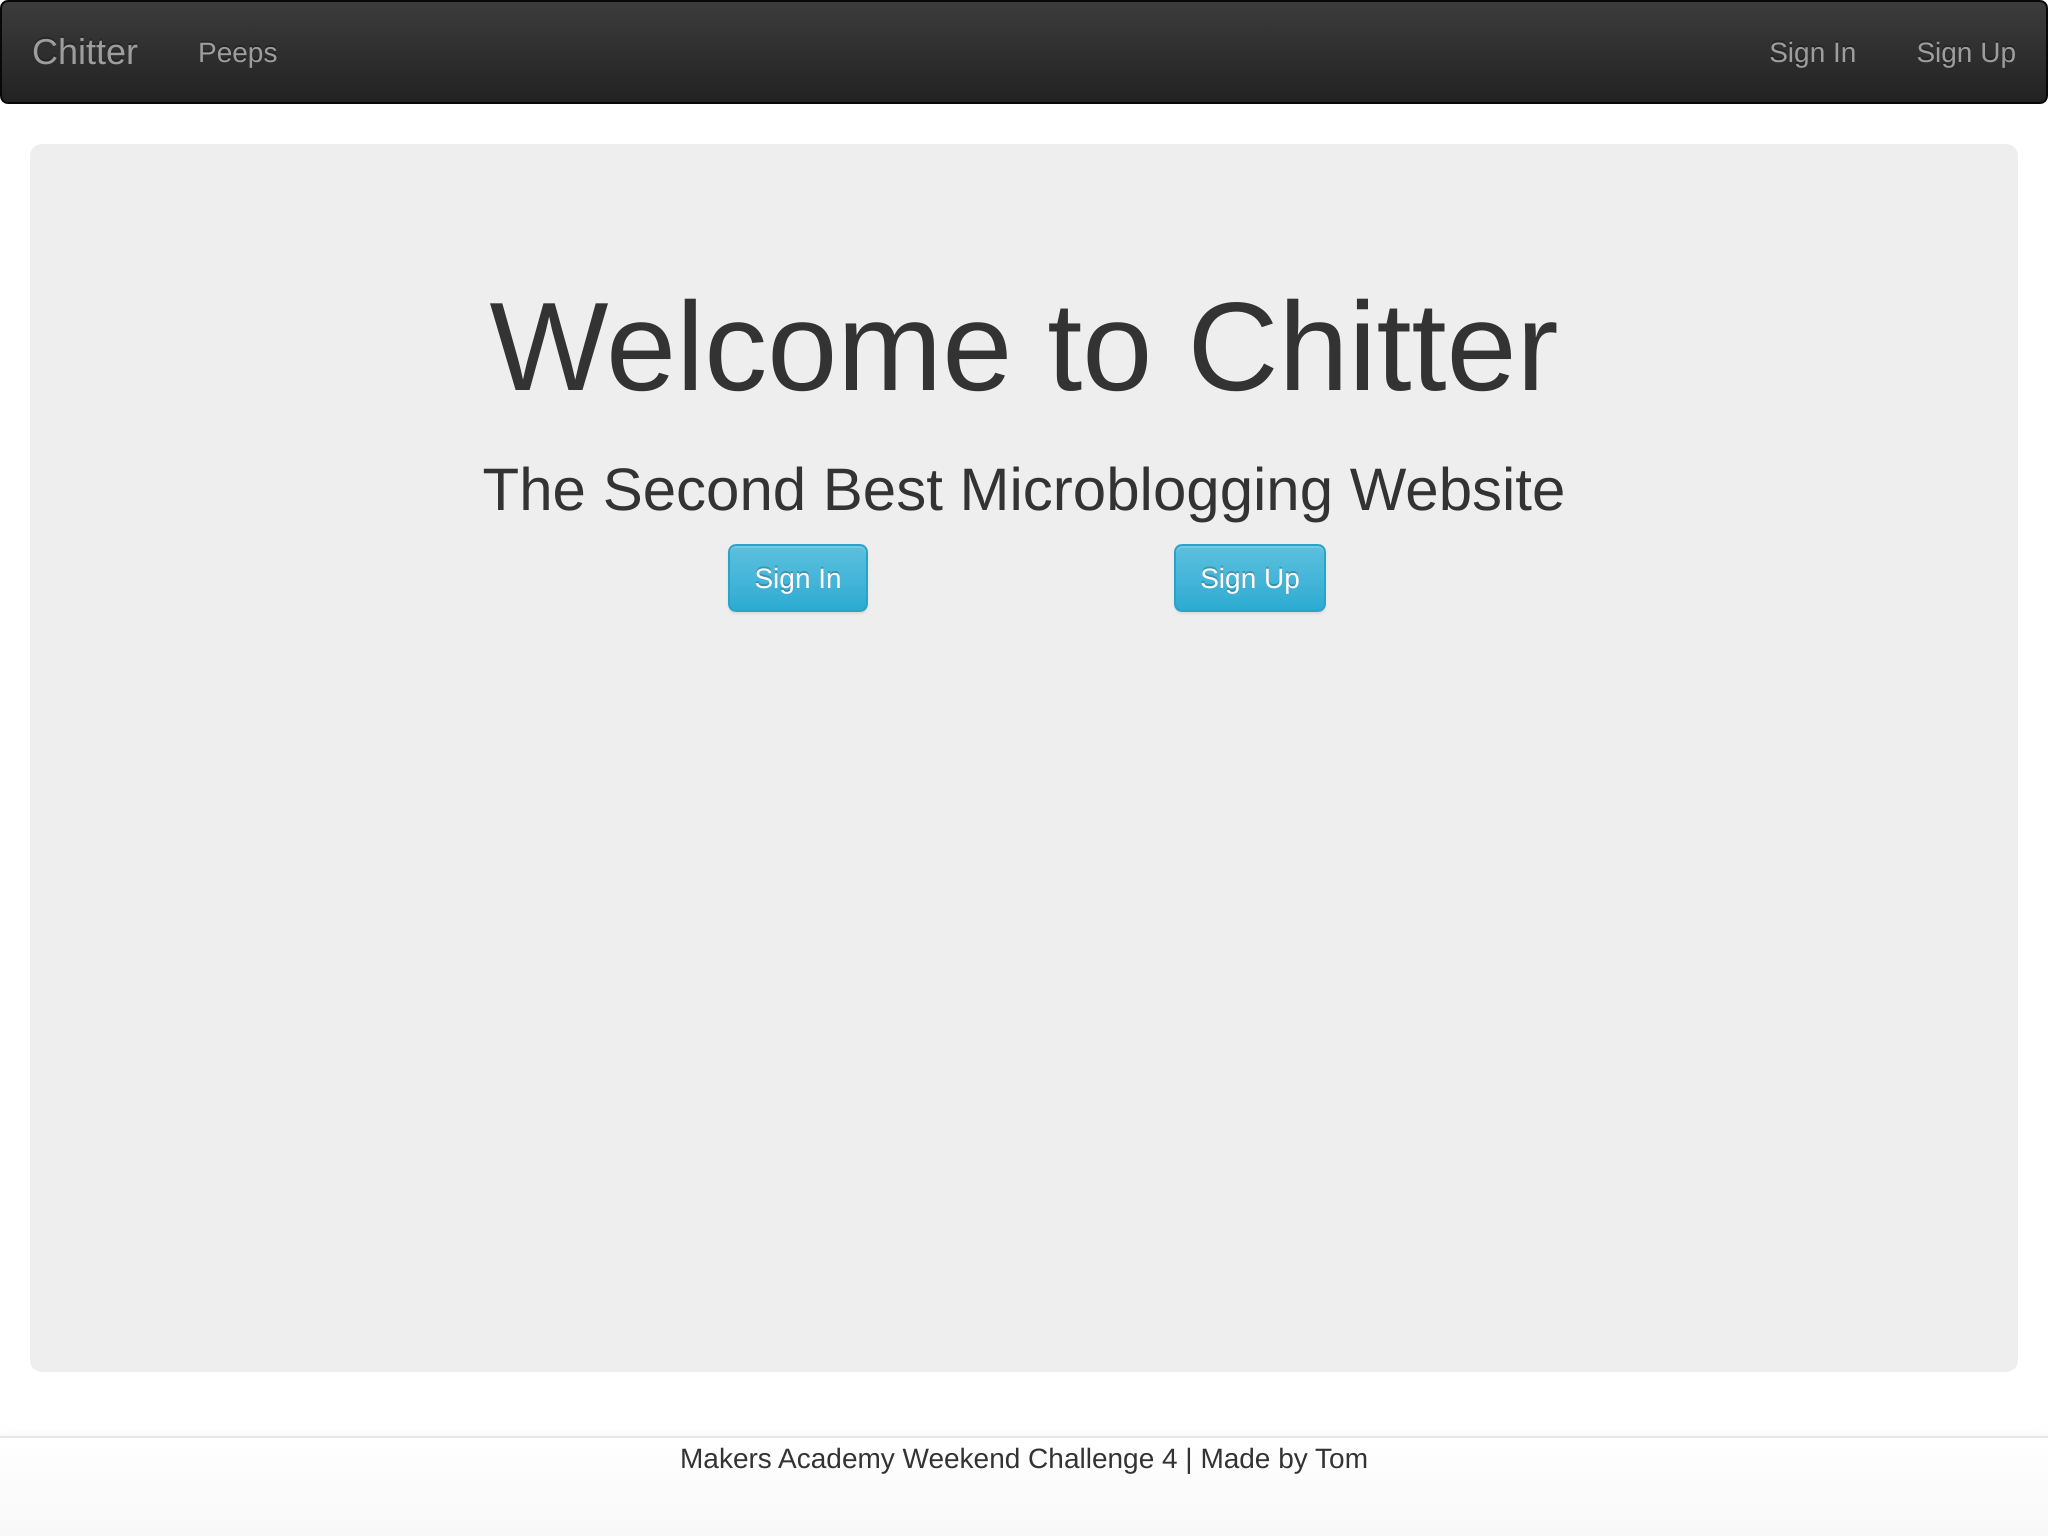 Chitter Peeps Sign In Sign Up
Welcome to Chitter
The Second Best Microblogging Website
Sign In Sign Up
Makers Academy Weekend Challenge 4 | Made by Tom